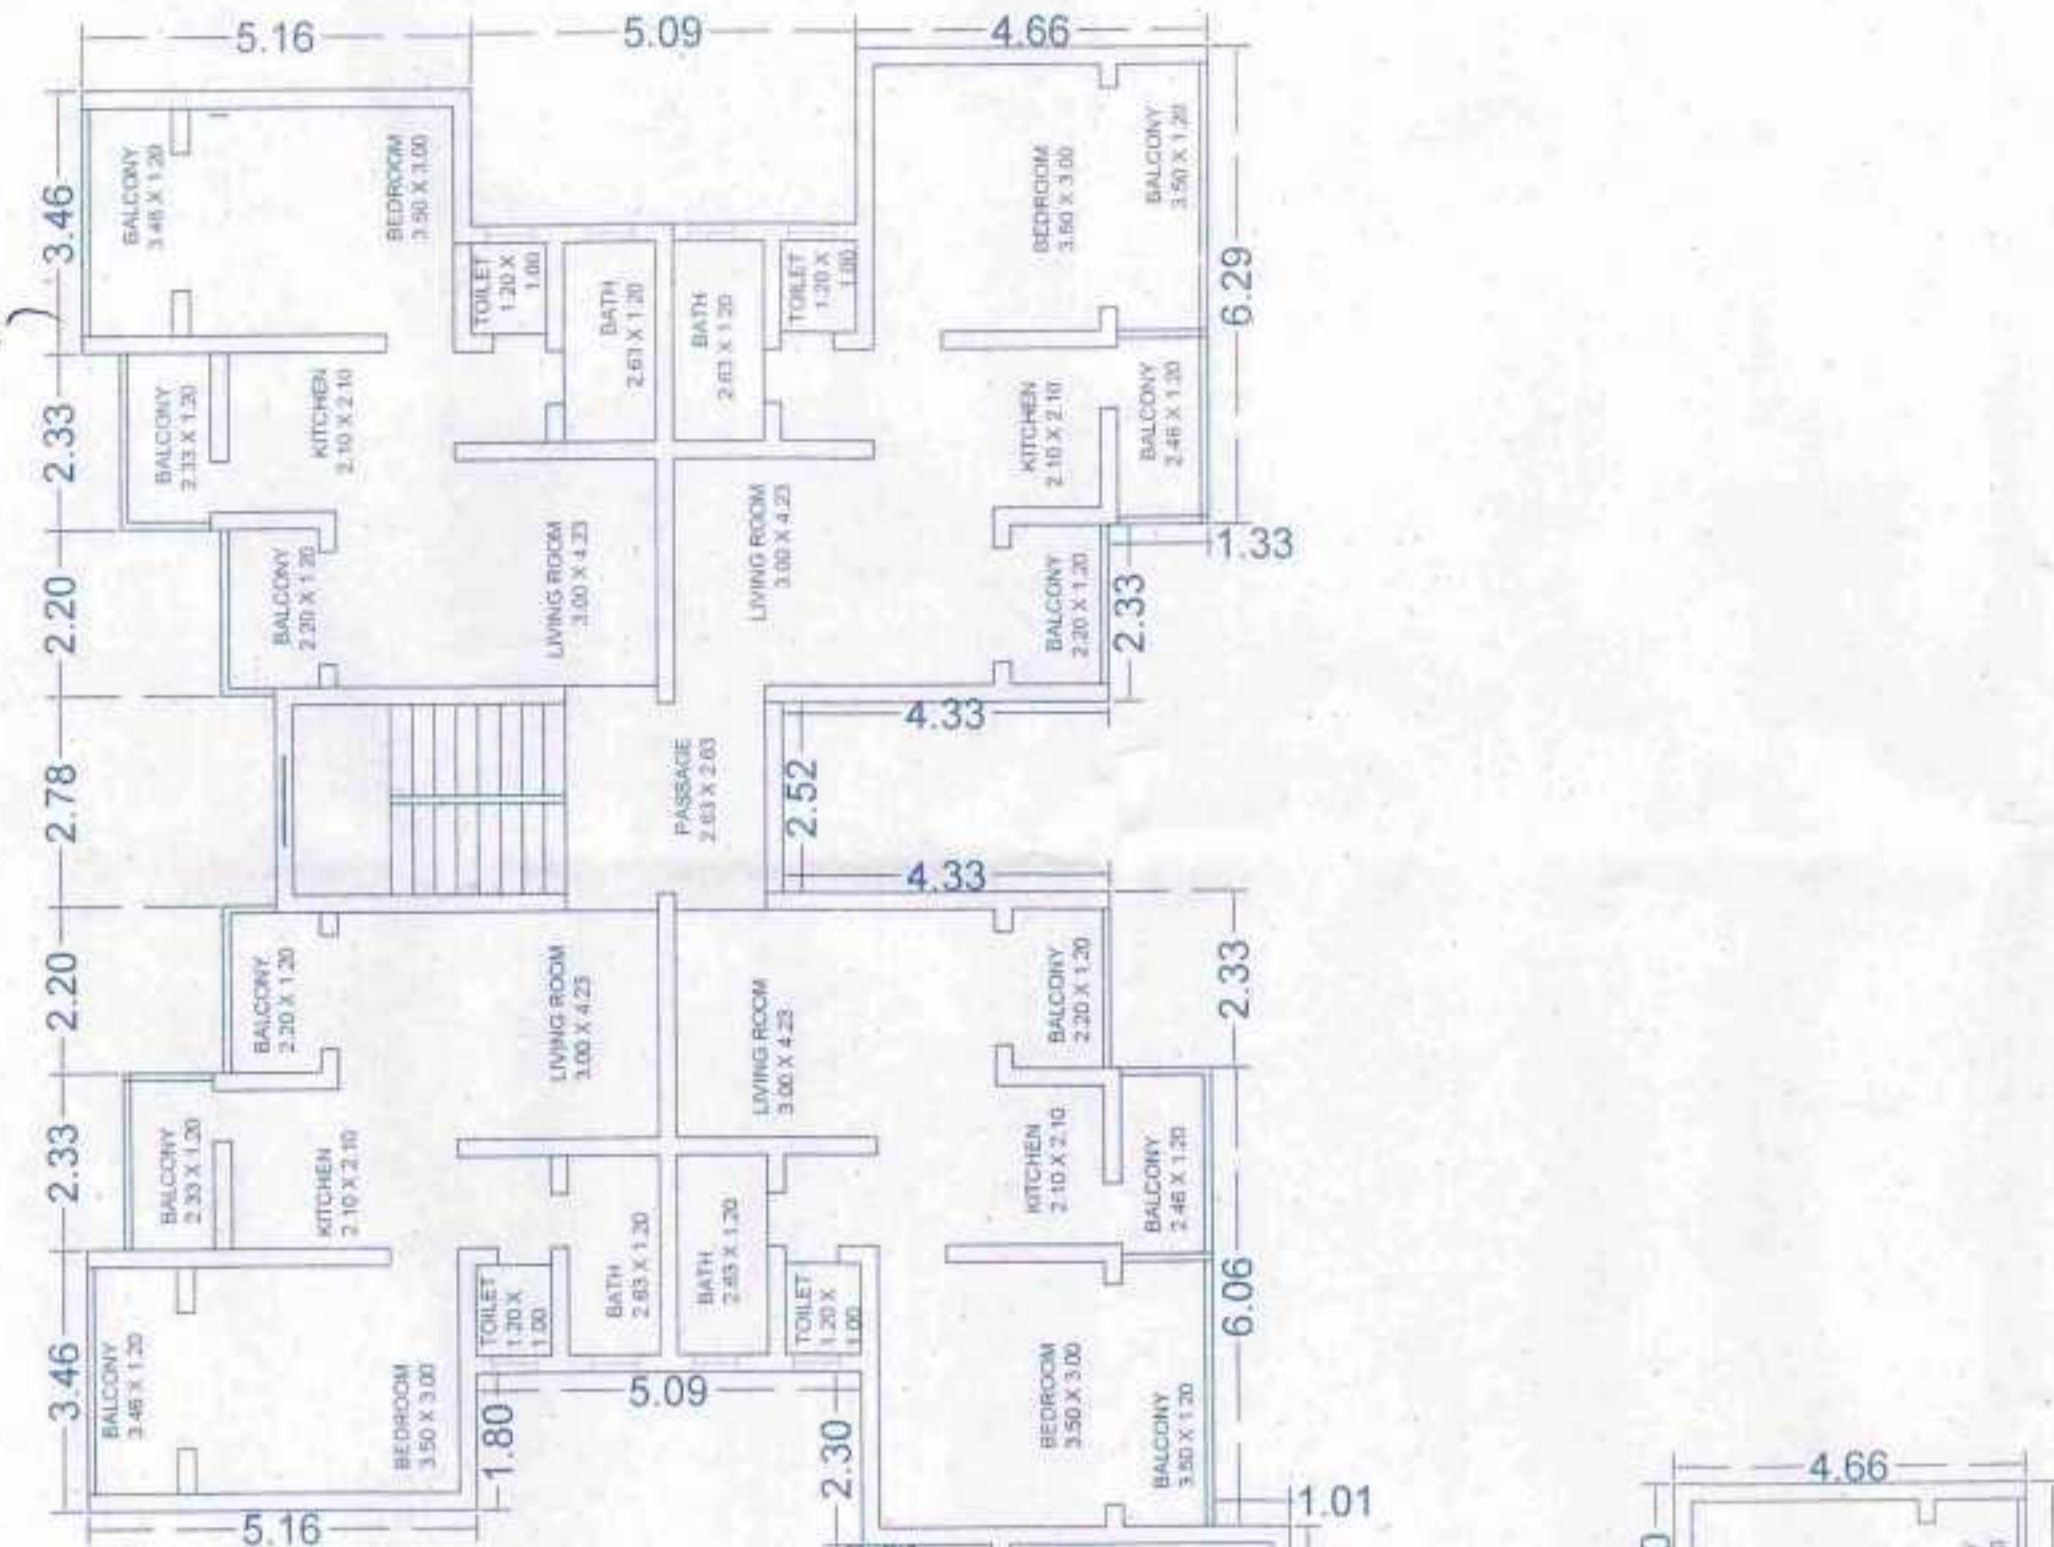 5.16
5.09
4.66
3.46
2.33
2.20
2.78
2.20
2.33
3.46
5.16
BALCONY
3.46 X 1.20
BEDROOM
3.50 X 3.00
TOILET
1.20 X
1.00
BATH
2.63 X 1.20
BATH
2.63 X 1.20
TOILET
1.20 X
1.00
BEDROOM
3.50 X 3.00
BALCONY
3.50 X 1.20
6.29
BALCONY
2.33 X 1.20
KITCHEN
2.10 X 2.10
KITCHEN
2.10 X 2.10
BALCONY
2.46 X 1.20
1.33
BALCONY
2.20 X 1.20
LIVING ROOM
3.00 X 4.23
LIVING ROOM
3.00 X 4.23
BALCONY
2.20 X 1.20
2.33
4.33
PASSAGE
2.63 X 2.63
2.52
4.33
BALCONY
2.20 X 1.20
LIVING ROOM
3.00 X 4.23
LIVING ROOM
3.00 X 4.23
BALCONY
2.20 X 1.20
2.33
BALCONY
2.33 X 1.20
KITCHEN
2.10 X 2.10
KITCHEN
2.10 X 2.10
BALCONY
2.46 X 1.20
6.06
BALCONY
3.46 X 1.20
BEDROOM
3.50 X 3.00
TOILET
1.20 X
1.00
BATH
2.63 X 1.20
BATH
2.63 X 1.20
TOILET
1.20 X
1.00
BEDROOM
3.50 X 3.00
BALCONY
3.50 X 1.20
1.80
5.09
2.30
1.01
4.66